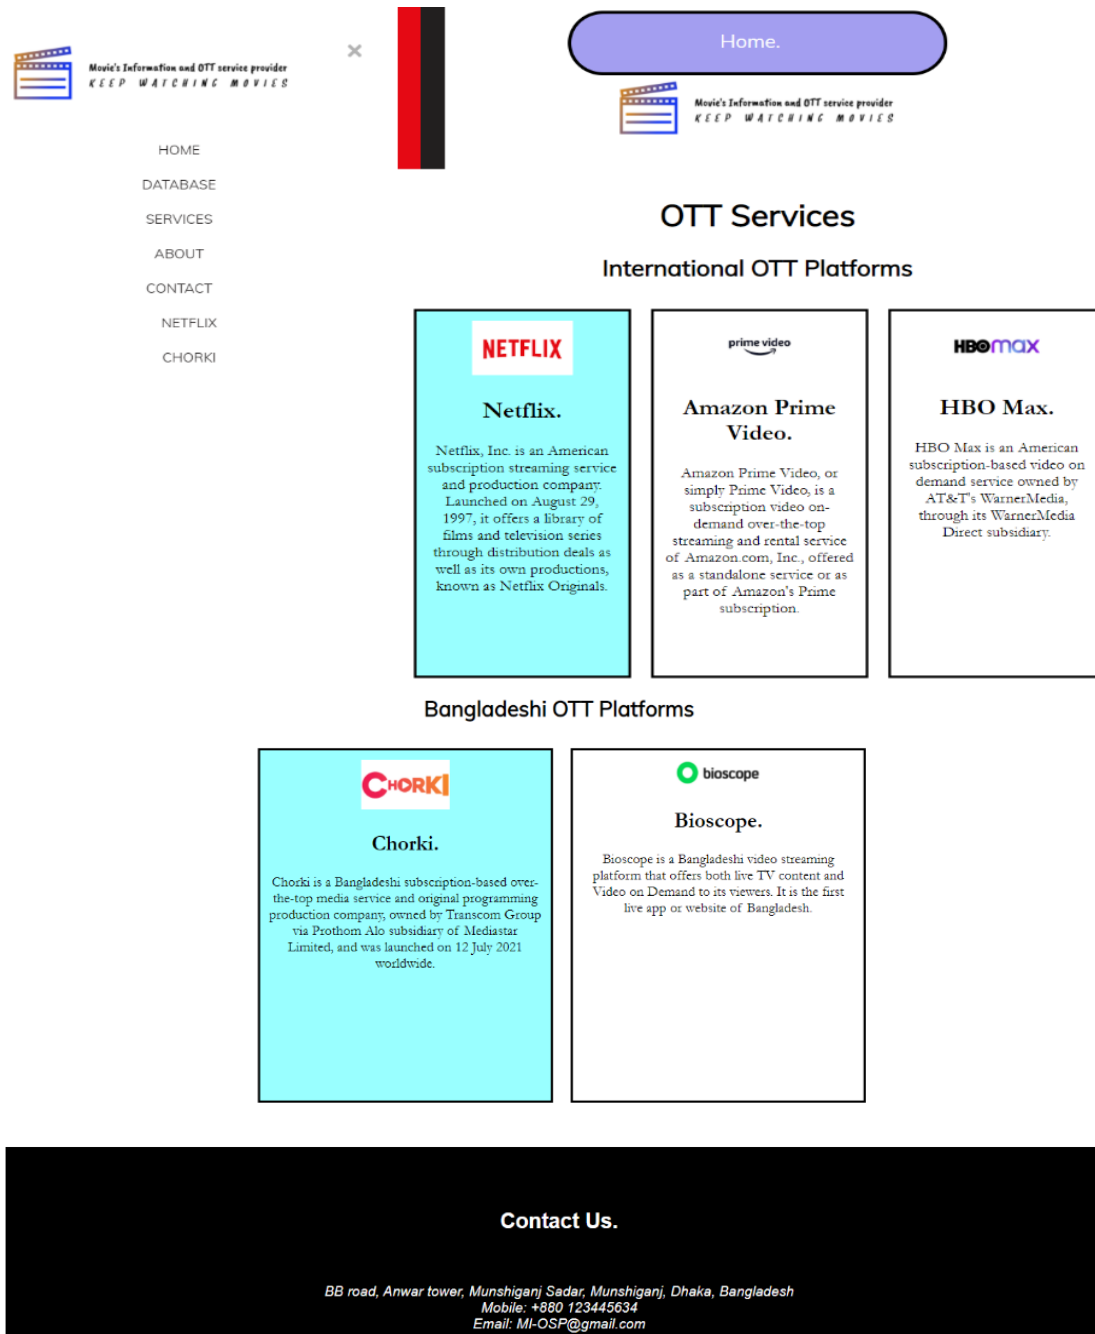 Movie's Information and OTT service provider
KEEP WATCHING MOVIES
×
HOME
DATABASE
SERVICES
ABOUT
CONTACT
NETFLIX
CHORKI
Home.
Movie's Information and OTT service provider
KEEP WATCHING MOVIES
OTT Services
International OTT Platforms
NETFLIX
Netflix.
Netflix, Inc. is an American
subscription streaming service
and production company.
Launched on August 29,
1997, it offers a library of
films and television series
through distribution deals as
well as its own productions,
known as Netflix Originals.
prime video
Amazon Prime
Video.
Amazon Prime Video, or
simply Prime Video, is a
subscription video on-
demand over-the-top
streaming and rental service
of Amazon.com, Inc., offered
as a standalone service or as
part of Amazon's Prime
subscription.
HBOmax
HBO Max.
HBO Max is an American
subscription-based video on
demand service owned by
AT&T's WarnerMedia,
through its WarnerMedia
Direct subsidiary.
Bangladeshi OTT Platforms
CHORKI
Chorki.
Chorki is a Bangladeshi subscription-based over-
the-top media service and original programming
production company, owned by Transcom Group
via Prothom Alo subsidiary of Mediastar
Limited, and was launched on 12 July 2021
worldwide.
bioscope
Bioscope.
Bioscope is a Bangladeshi video streaming
platform that offers both live TV content and
Video on Demand to its viewers. It is the first
live app or website of Bangladesh.
Contact Us.
BB road, Anwar tower, Munshiganj Sadar, Munshiganj, Dhaka, Bangladesh
Mobile: +880 123445634
Email: MI-OSP@gmail.com